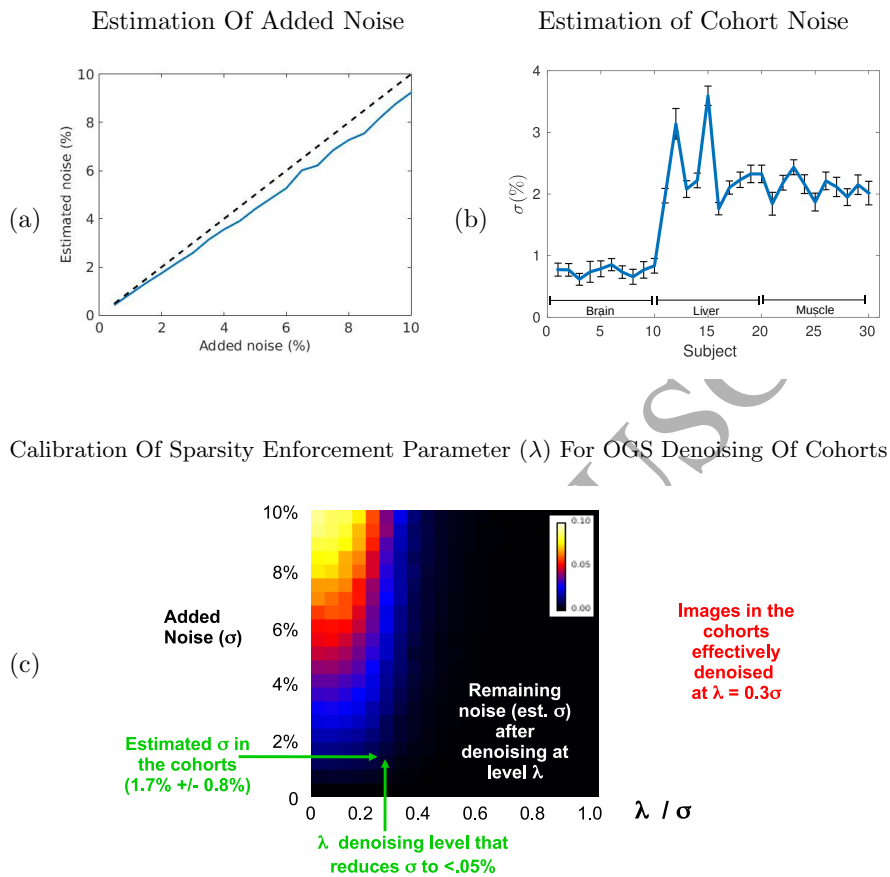 Estimation Of Added Noise
Estimation of Cohort Noise
(a)
Estimated noise (%)
10
8
6
4
2
0
0 2 4 6 8 10
Added noise (%)
(b)
σ(%)
4
3
2
1
0
Brain Liver Muscle
0 5 10 15 20 25 30
Subject
USC
Calibration Of Sparsity Enforcement Parameter (λ) For OGS Denoising Of Cohorts
(c)
10%
8%
6%
4%
2%
0
Added
Noise (σ)
0.10
0.05
0.00
Remaining
noise (est. σ)
after
denoising at
level λ
Images in the
cohorts
effectively
denoised
at λ = 0.3σ
Estimated σ in
the cohorts
(1.7% +/- 0.8%)
0 0.2 0.4 0.6 0.8 1.0
λ / σ
λ denoising level that
reduces σ to <.05%